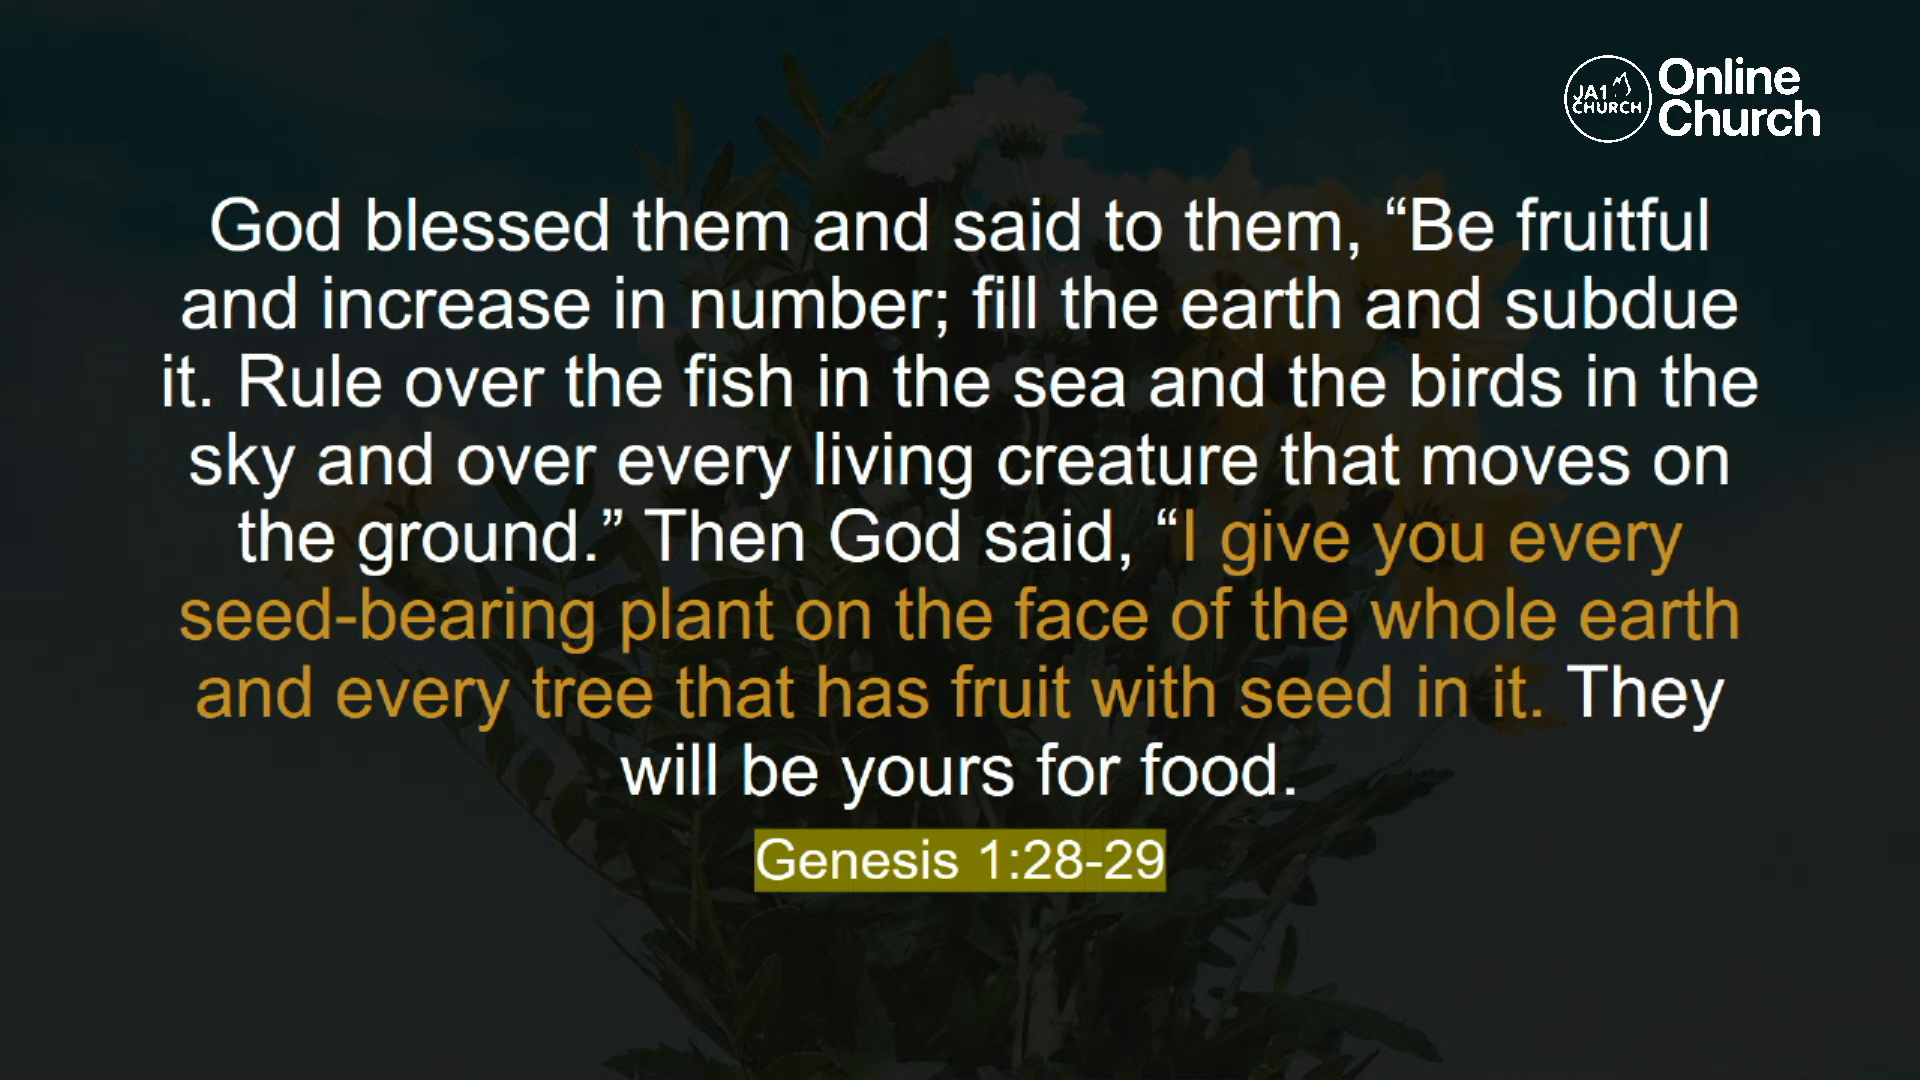 JA1
CHURCH
Online
Church
God blessed them and said to them, “Be fruitful
and increase in number; fill the earth and subdue
it. Rule over the fish in the sea and the birds in the
sky and over every living creature that moves on
the ground.” Then God said, “I give you every
seed-bearing plant on the face of the whole earth
and every tree that has fruit with seed in it. They
will be yours for food.
Genesis 1:28-29